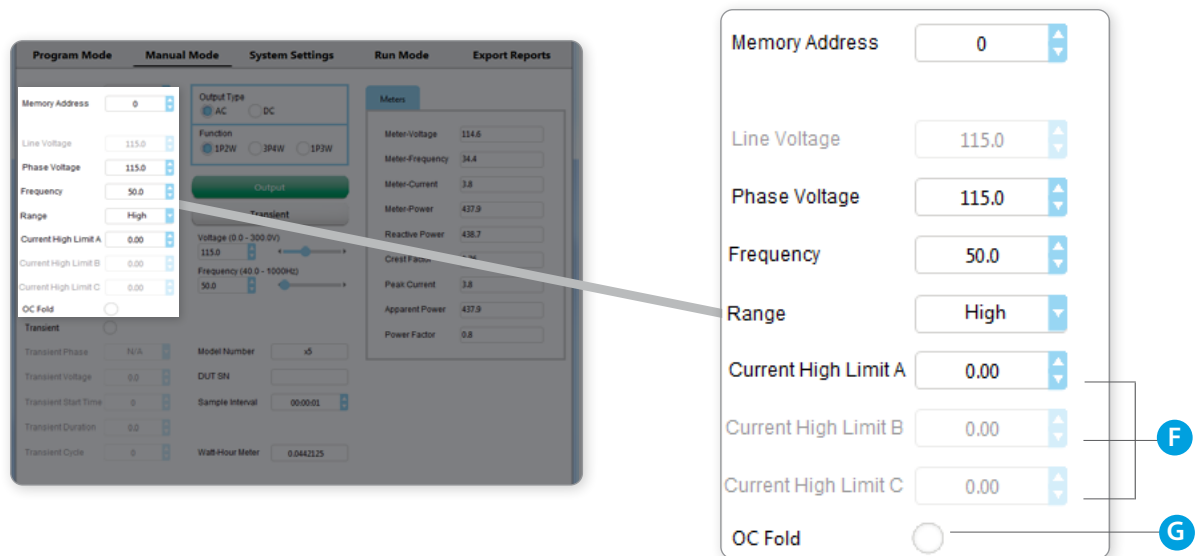 Program Mode Manual Mode System Settings Run Mode Export Reports
Memory Address 0
Line Voltage 115.0
Phase Voltage 115.0
Frequency 50.0
Range High
Current High Limit A 0.00
Current High Limit B 0.00
Current High Limit C 0.00
OC Fold
Transient
Transient Phase N/A
Transient Voltage 0.0
Transient Start Time 0
Transient Duration 0.0
Transient Cycle 0
Output Type
AC DC
Function
1P2W 3P4W 1P3W
Output
Transient
Voltage (0.0 - 300.0V)
115.0
Frequency (40.0 - 1000Hz)
50.0
Model Number x5
DUT SN
Sample Interval 00:00:01
Watt-Hour Meter 0.0442125
Meters
Meter-Voltage 114.6
Meter-Frequency 34.4
Meter-Current 3.8
Meter-Power 437.9
Reactive Power 438.7
Crest Factor
Peak Current 3.8
Apparent Power 437.9
Power Factor 0.8
Memory Address 0
Line Voltage 115.0
Phase Voltage 115.0
Frequency 50.0
Range High
Current High Limit A 0.00
Current High Limit B 0.00
Current High Limit C 0.00
OC Fold
F
G